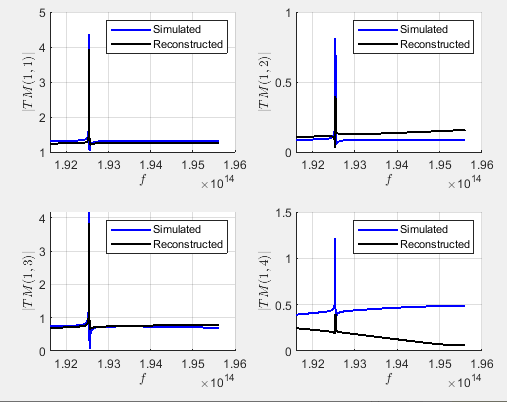 |TM(1,1)|
5
4
3
2
1
Simulated
Reconstructed
1.92 1.93 1.94 1.95 1.96
f
×10^14
|TM(1,2)|
1
0.5
0
Simulated
Reconstructed
1.92 1.93 1.94 1.95 1.96
f
×10^14
|TM(1,3)|
4
3
2
1
0
Simulated
Reconstructed
1.92 1.93 1.94 1.95 1.96
f
×10^14
|TM(1,4)|
1.5
1
0.5
0
Simulated
Reconstructed
1.92 1.93 1.94 1.95 1.96
f
×10^14